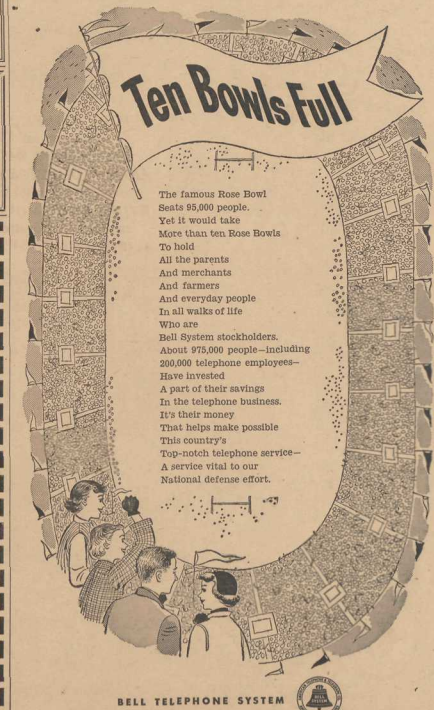 Ten Bowls Full
The famous Rose Bowl
Seats 95,000 people.
Yet it would take
More than ten Rose Bowls
To hold
All the parents
And merchants
And farmers
And everyday people
In all walks of life
Who are
Bell System stockholders.
About 975,000 people—including
200,000 telephone employees—
Have invested
A part of their savings
In the telephone business.
It's their money
That helps make possible
This country's
Top-notch telephone service—
A service vital to our
National defense effort.
BELL TELEPHONE SYSTEM
BELL
SYSTEM